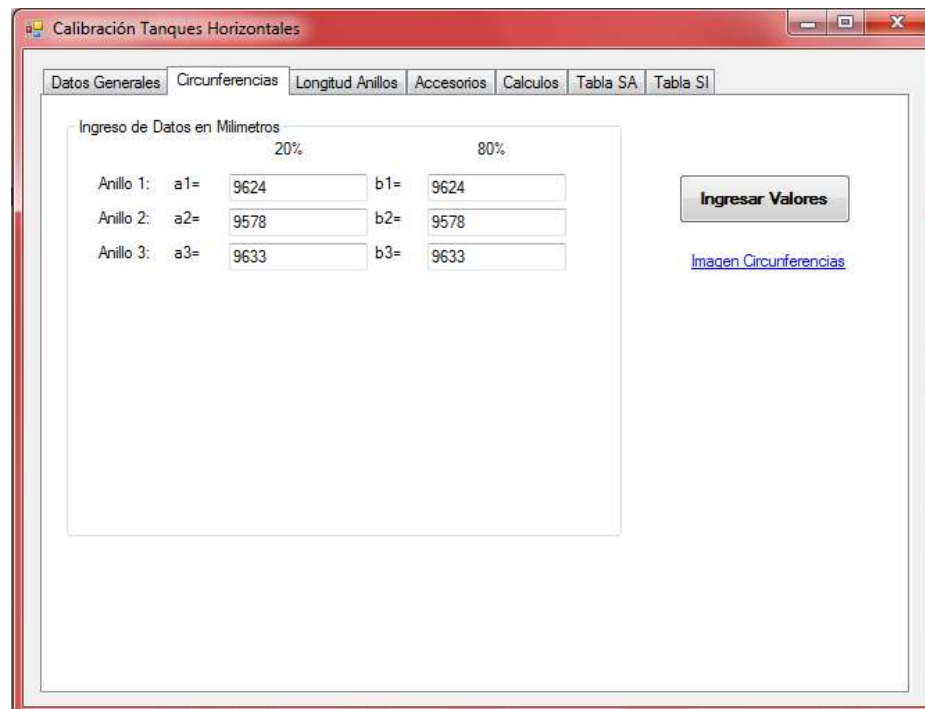 Calibración Tanques Horizontales
Datos Generales Circunferencias Longitud Anillos Accesorios Calculos Tabla SA Tabla SI
Ingreso de Datos en Milimetros
20% 80%
Anillo 1: a1= 9624 b1= 9624
Anillo 2: a2= 9578 b2= 9578
Anillo 3: a3= 9633 b3= 9633
Ingresar Valores
Imagen Circunferencias